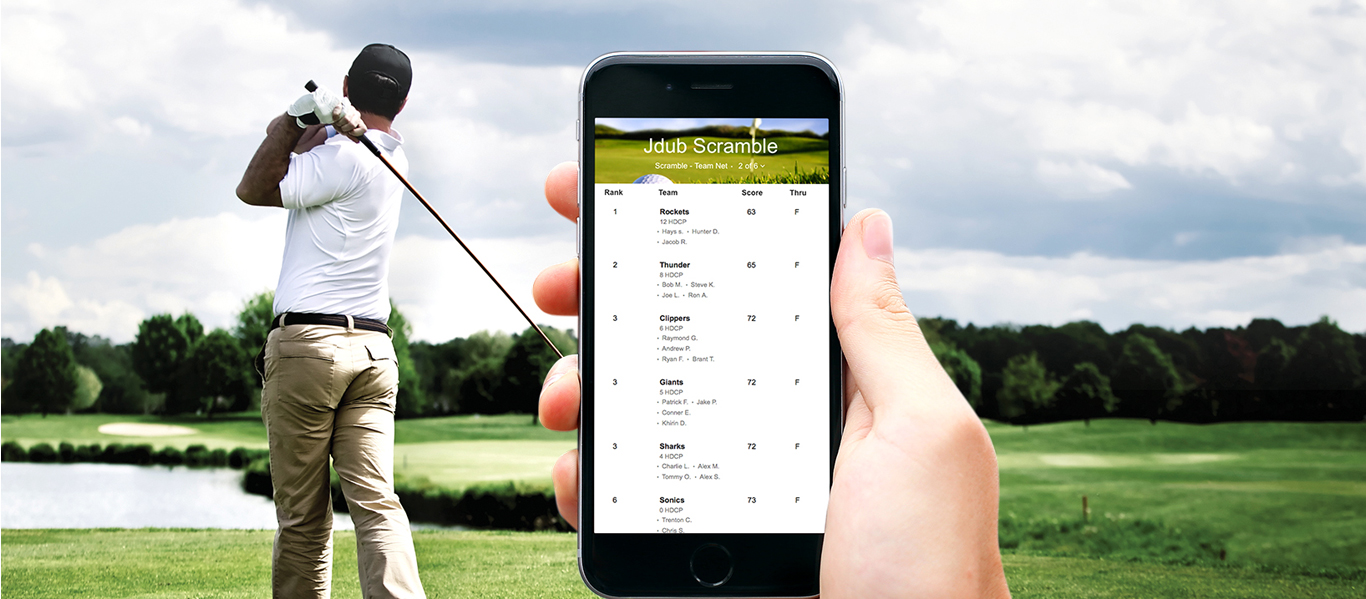 Jdub Scramble
Scramble - Team Net - 2 of 6
Rank Team Score Thru
1 Rockets 63 F
12 HDCP
• Hays s. • Hunter D.
• Jacob R.
2 Thunder 65 F
8 HDCP
• Bob M. • Steve K.
• Joe L. • Ron A.
3 Clippers 72 F
6 HDCP
• Raymond G.
• Andrew P.
• Ryan F. • Brant T.
3 Giants 72 F
5 HDCP
• Patrick F. • Jake P.
• Conner E.
• Khirin D.
3 Sharks 72 F
4 HDCP
• Charlie L. • Alex M.
• Tommy O. • Alex S.
6 Sonics 73 F
0 HDCP
• Trenton C.
• Chris S.